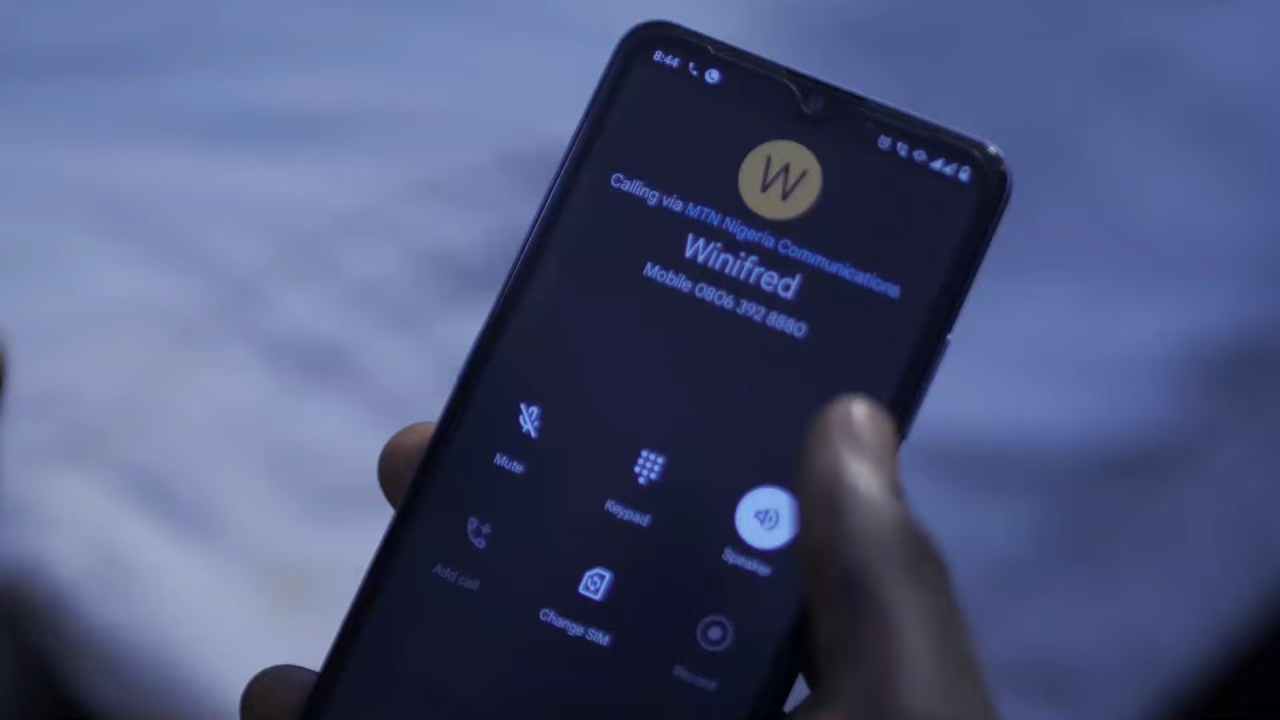 8:44
W
Calling via MTN Nigeria Communications
Winifred
Mobile 0806 392 8880
Mute
Keypad
Speaker
Add call
Change SIM
Record